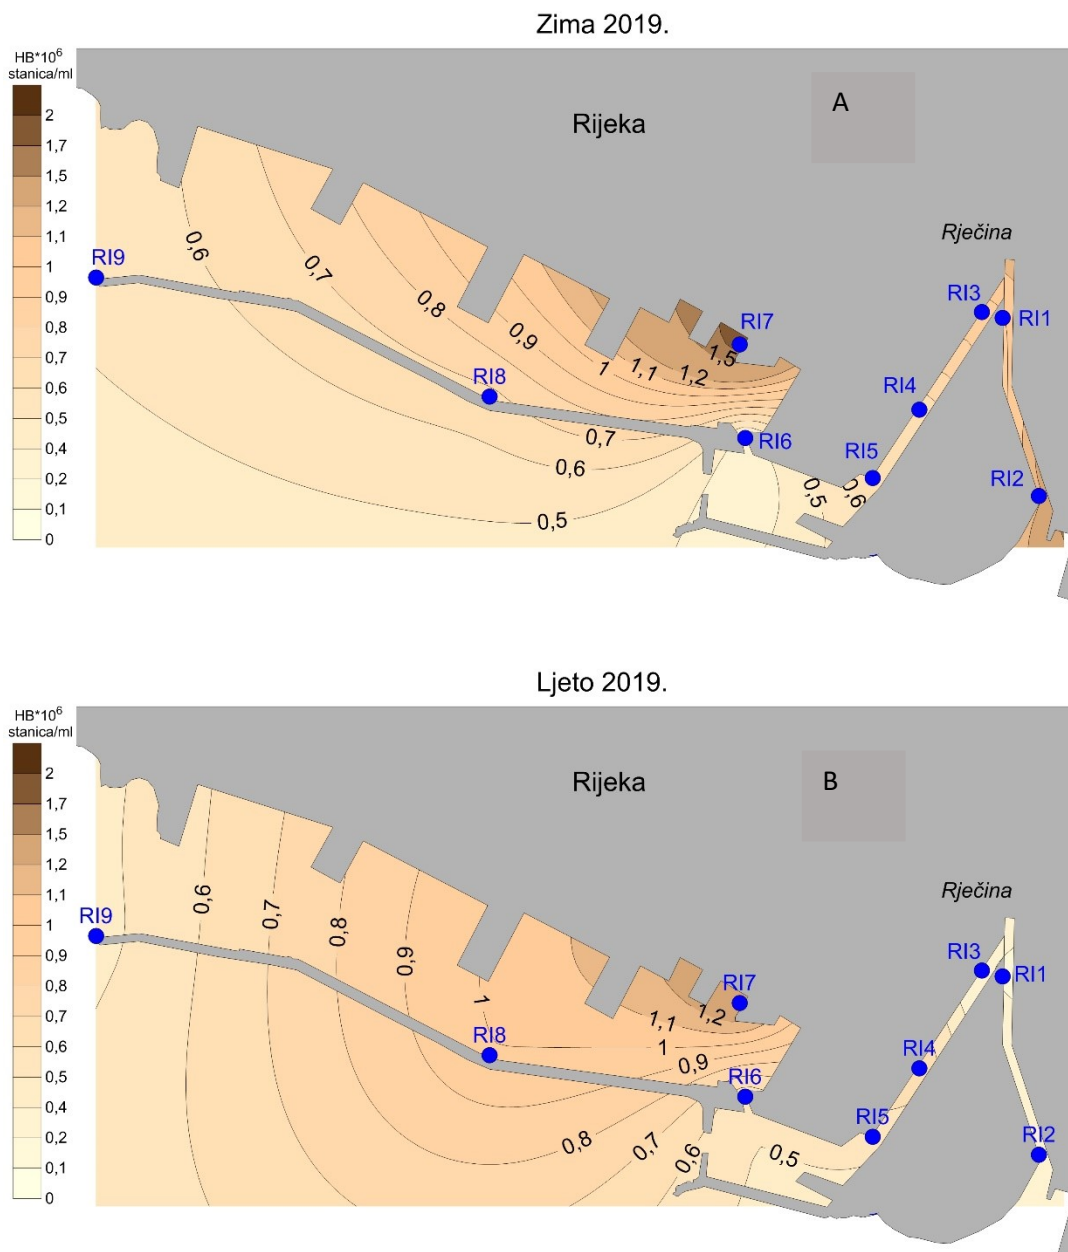 Zima 2019.
HB*10⁶
stanica/ml
2
1,7
1,5
1,2
1,1
1
0,9
0,8
0,7
0,6
0,5
0,4
0,2
0,1
0
A
Rijeka
Rječina
RI9
RI3
RI1
RI7
RI8
RI4
RI6
RI5
RI2
0,6
0,7
0,8
0,9
1
1,1
1,2
1,5
0,7
0,6
0,5
0,5
0,6
Ljeto 2019.
HB*10⁶
stanica/ml
2
1,7
1,5
1,2
1,1
1
0,9
0,8
0,7
0,6
0,5
0,4
0,2
0,1
0
B
Rijeka
Rječina
RI9
RI3
RI1
RI7
RI8
RI4
RI6
RI5
RI2
0,6
0,7
0,8
0,9
1
1,1
1,2
1
0,9
0,8
0,7
0,6
0,5